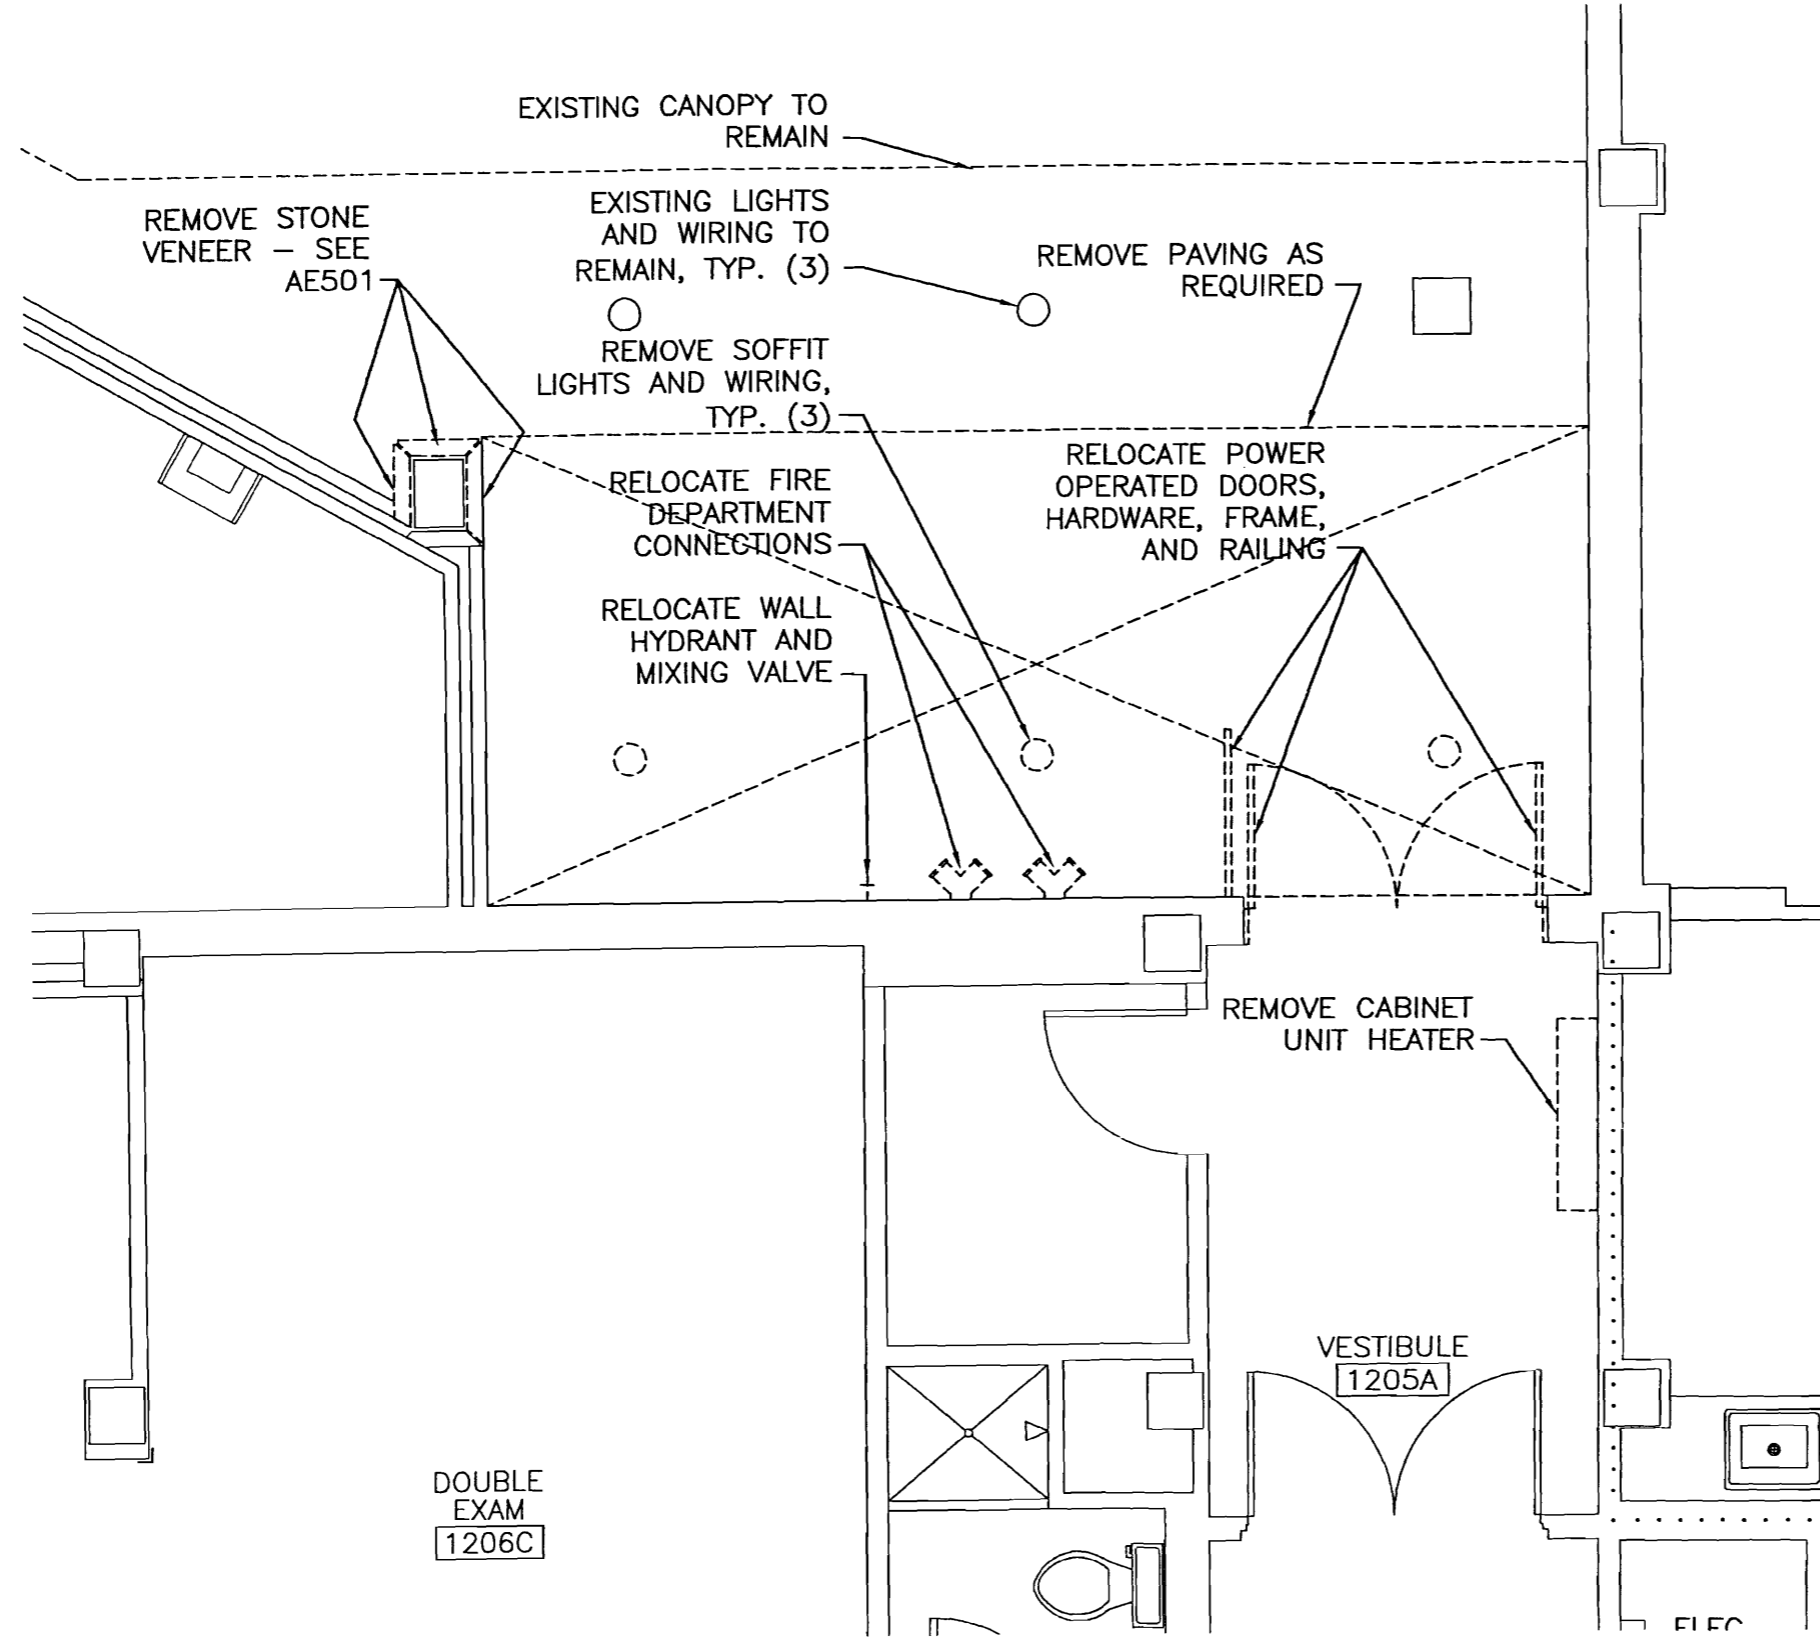 EXISTING CANOPY TO
REMAIN
EXISTING LIGHTS
AND WIRING TO
REMAIN, TYP. (3)
REMOVE STONE
VENEER – SEE
AE501
REMOVE PAVING AS
REQUIRED
REMOVE SOFFIT
LIGHTS AND WIRING,
TYP. (3)
RELOCATE POWER
OPERATED DOORS,
HARDWARE, FRAME,
AND RAILING
RELOCATE FIRE
DEPARTMENT
CONNECTIONS
RELOCATE WALL
HYDRANT AND
MIXING VALVE
REMOVE CABINET
UNIT HEATER
VESTIBULE
1205A
DOUBLE
EXAM
1206C
ELEC